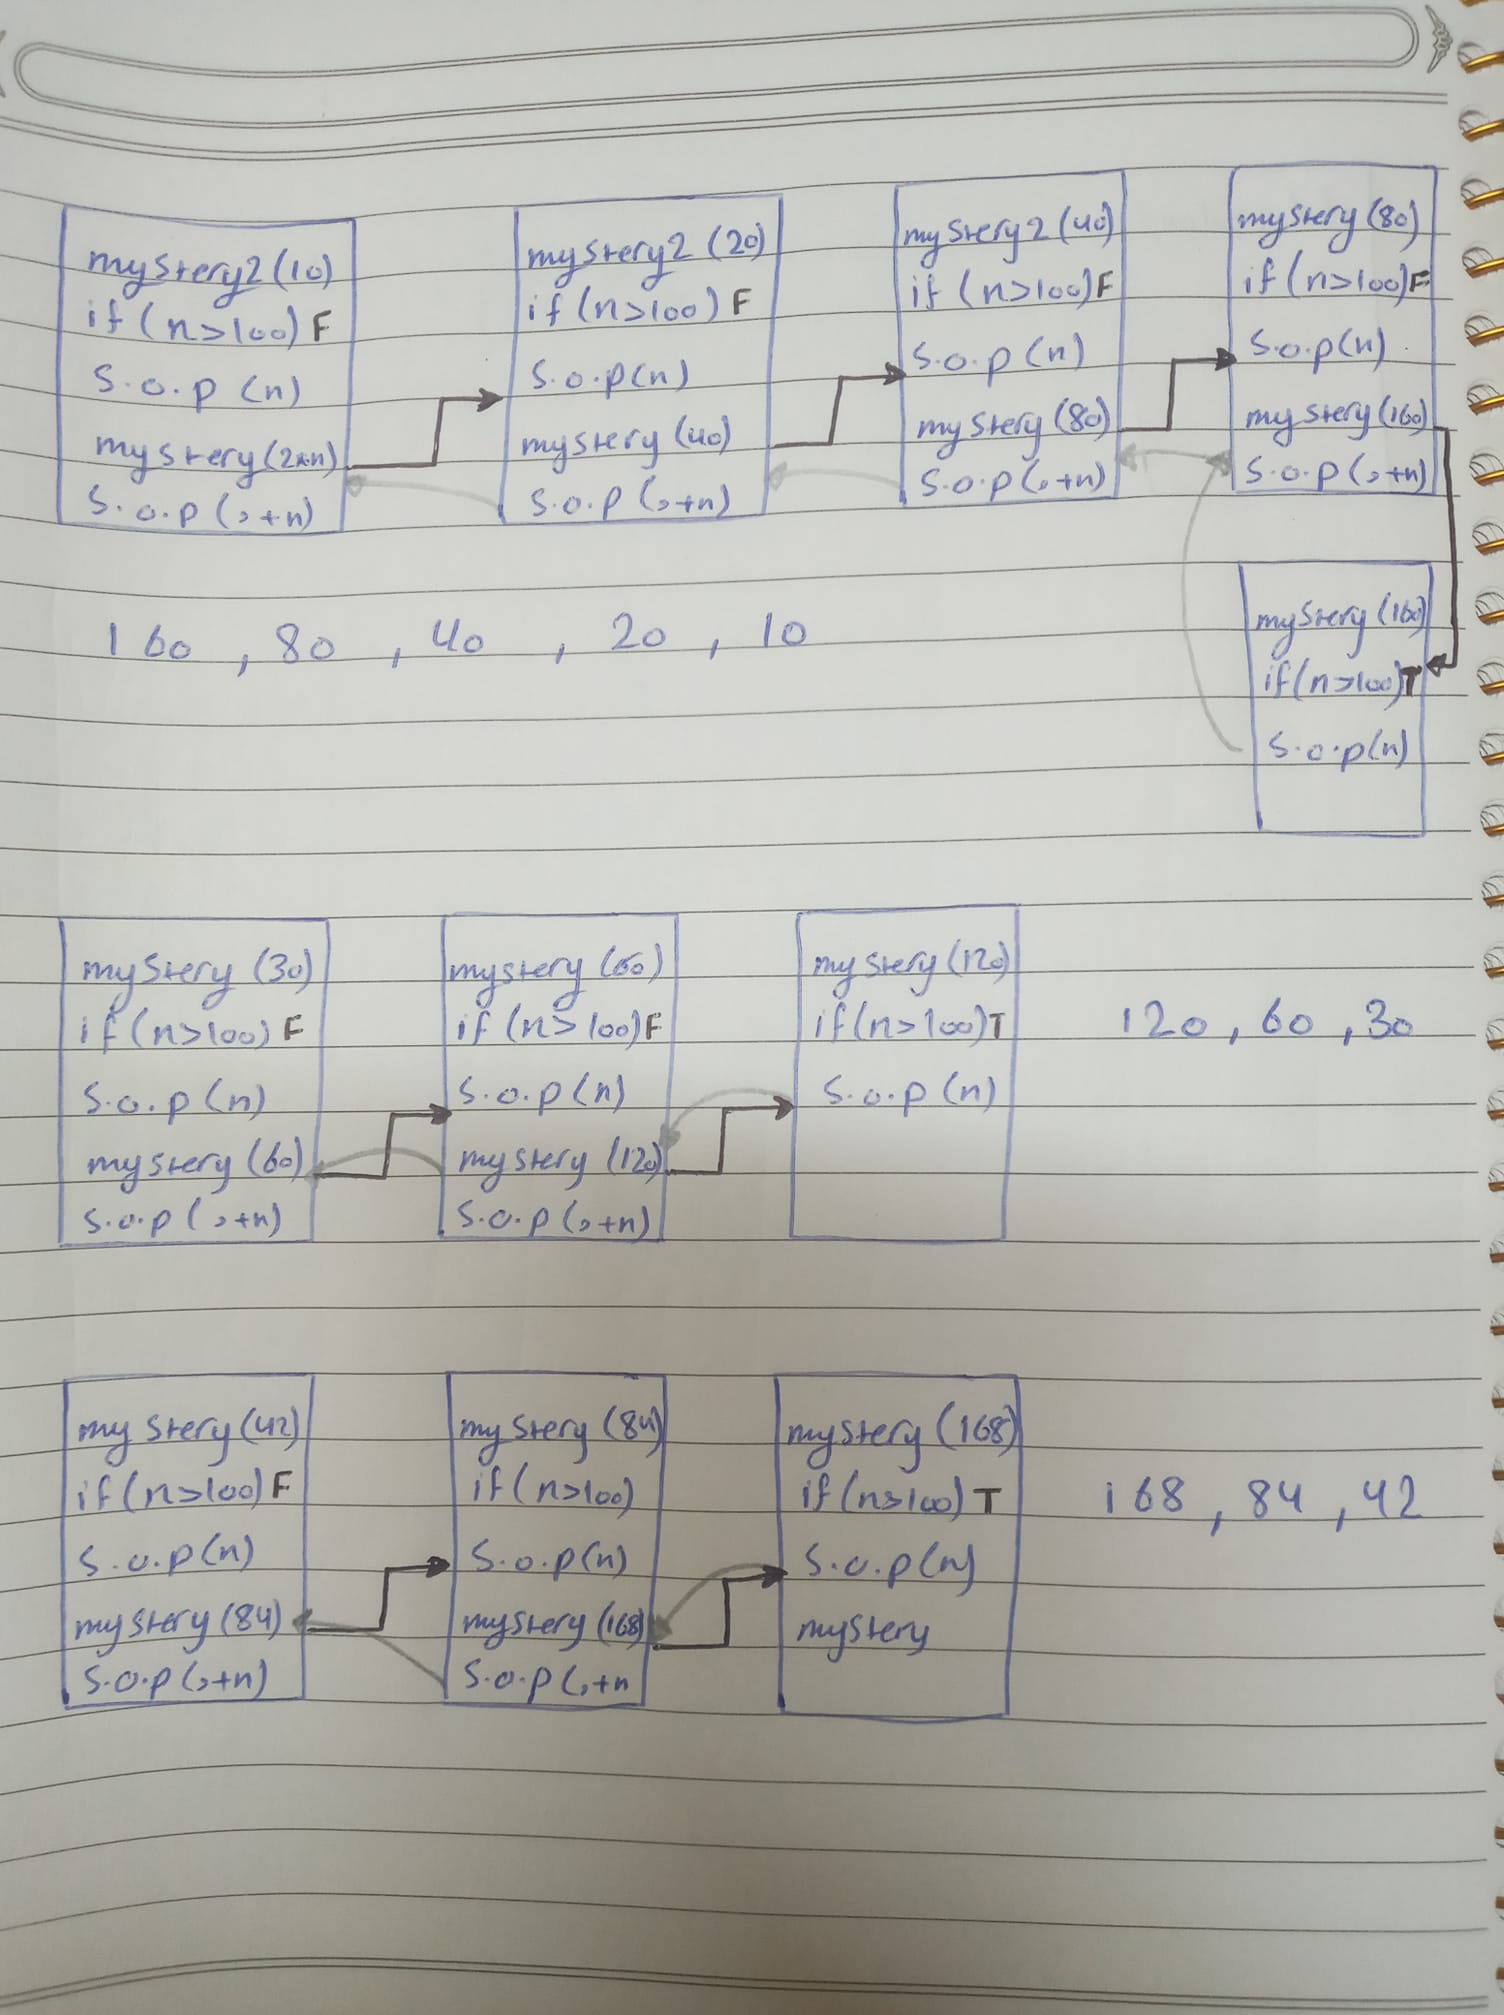 mystery2 (10)
if (n>100) F
S.o.p (n)
mystery(2*n)
S.o.p (,+n)
mystery2 (20)
if (n>100) F
S.o.p(n)
mystery (40)
S.o.p (,+n)
mystery2 (40)
if (n>100) F
S.o.p (n)
mystery (80)
S.o.p (,+n)
mystery (80)
if (n>100) F
S.o.p(n)
mystery(160)
S.o.p (,+n)
mystery(160)
if(n>100) T
S.o.p(n)
160 , 80 , 40 , 20 , 10
mystery (30)
if (n>100) F
S.o.p (n)
mystery (60)
S.o.p (,+n)
mystery (60)
if (n>100) F
S.o.p (n)
mystery (120)
S.o.p (,+n)
mystery (120)
if(n>100) T
S.o.p (n)
120 , 60 , 30
mystery (42)
if(n>100) F
S.o.p(n)
mystery (84)
S.o.p (,+n)
mystery (84)
if (n>100)
S.o.p(n)
mystery (168)
S.o.p (,+n
mystery (168)
if (n>100) T
S.o.p (n)
mystery
168 , 84 , 42